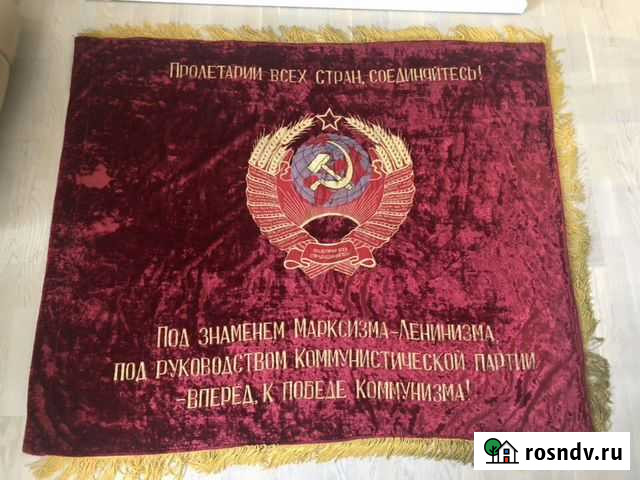 Пролетарии всех стран, соединяйтесь!
Под знаменем Марксизма-Ленинизма,
под руководством Коммунистической партии
-вперед, к победе Коммунизма!
rosndv.ru